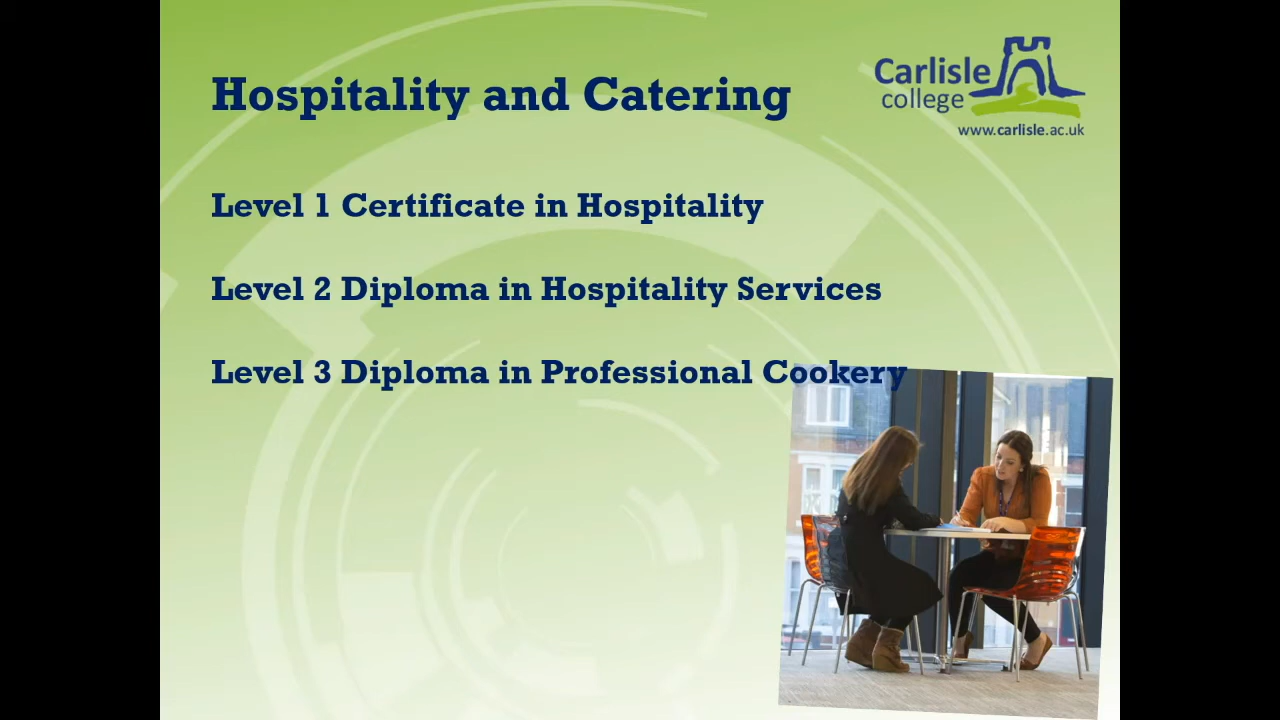 Hospitality and Catering
Carlisle
college
www.carlisle.ac.uk
Level 1 Certificate in Hospitality
Level 2 Diploma in Hospitality Services
Level 3 Diploma in Professional Cookery